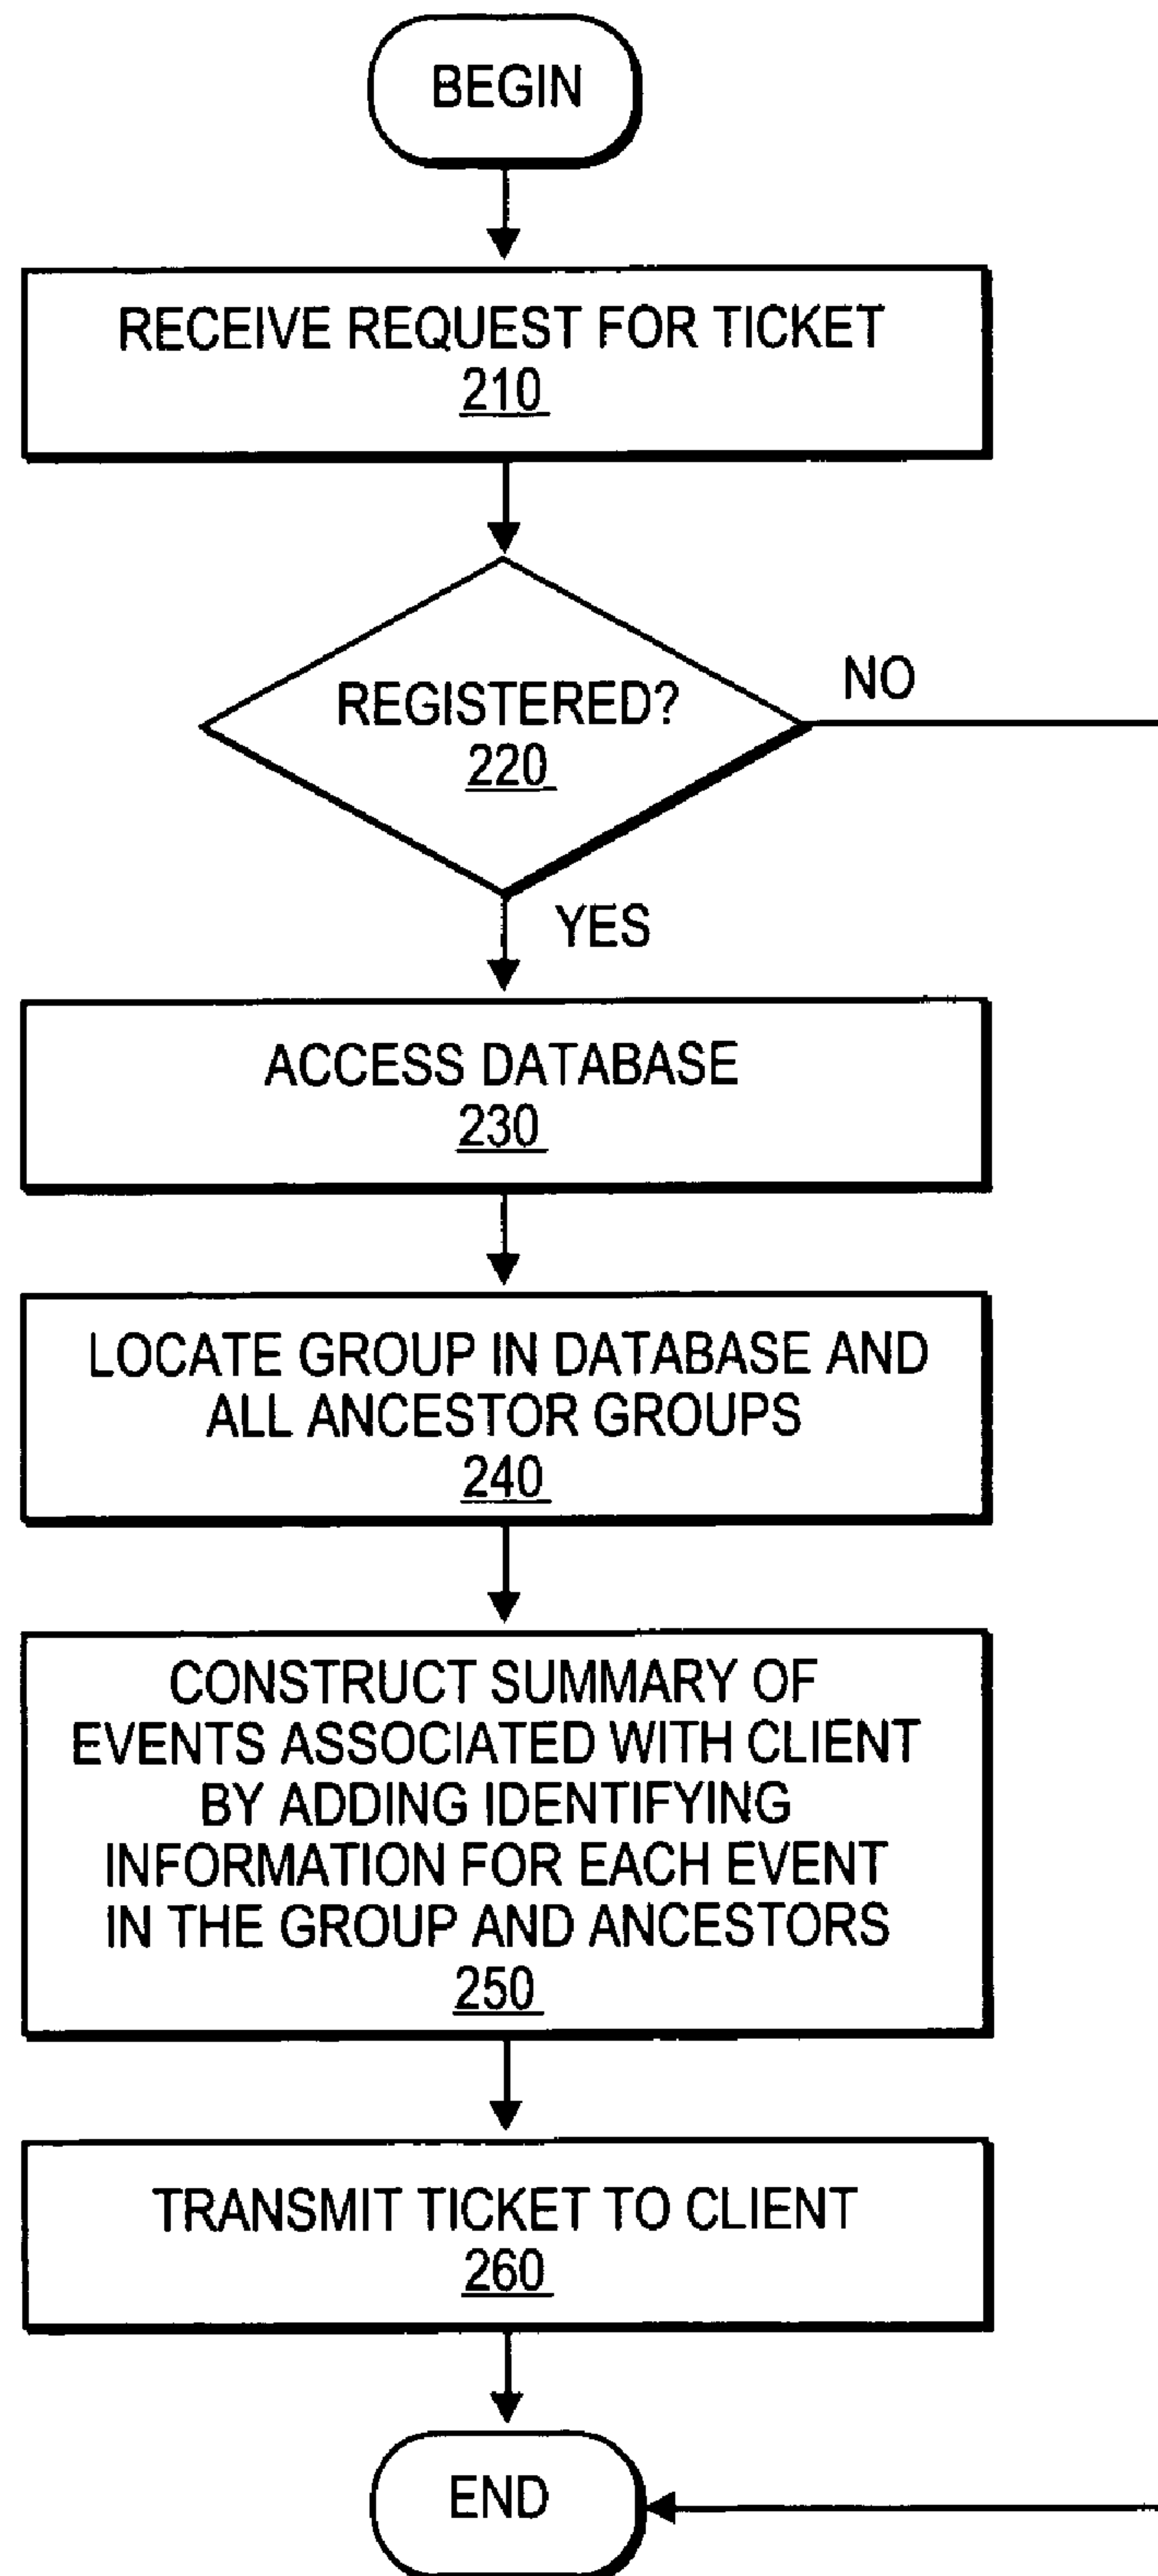 BEGIN
RECEIVE REQUEST FOR TICKET
210
REGISTERED?
220
NO
YES
ACCESS DATABASE
230
LOCATE GROUP IN DATABASE AND
ALL ANCESTOR GROUPS
240
CONSTRUCT SUMMARY OF
EVENTS ASSOCIATED WITH CLIENT
BY ADDING IDENTIFYING
INFORMATION FOR EACH EVENT
IN THE GROUP AND ANCESTORS
250
TRANSMIT TICKET TO CLIENT
260
END